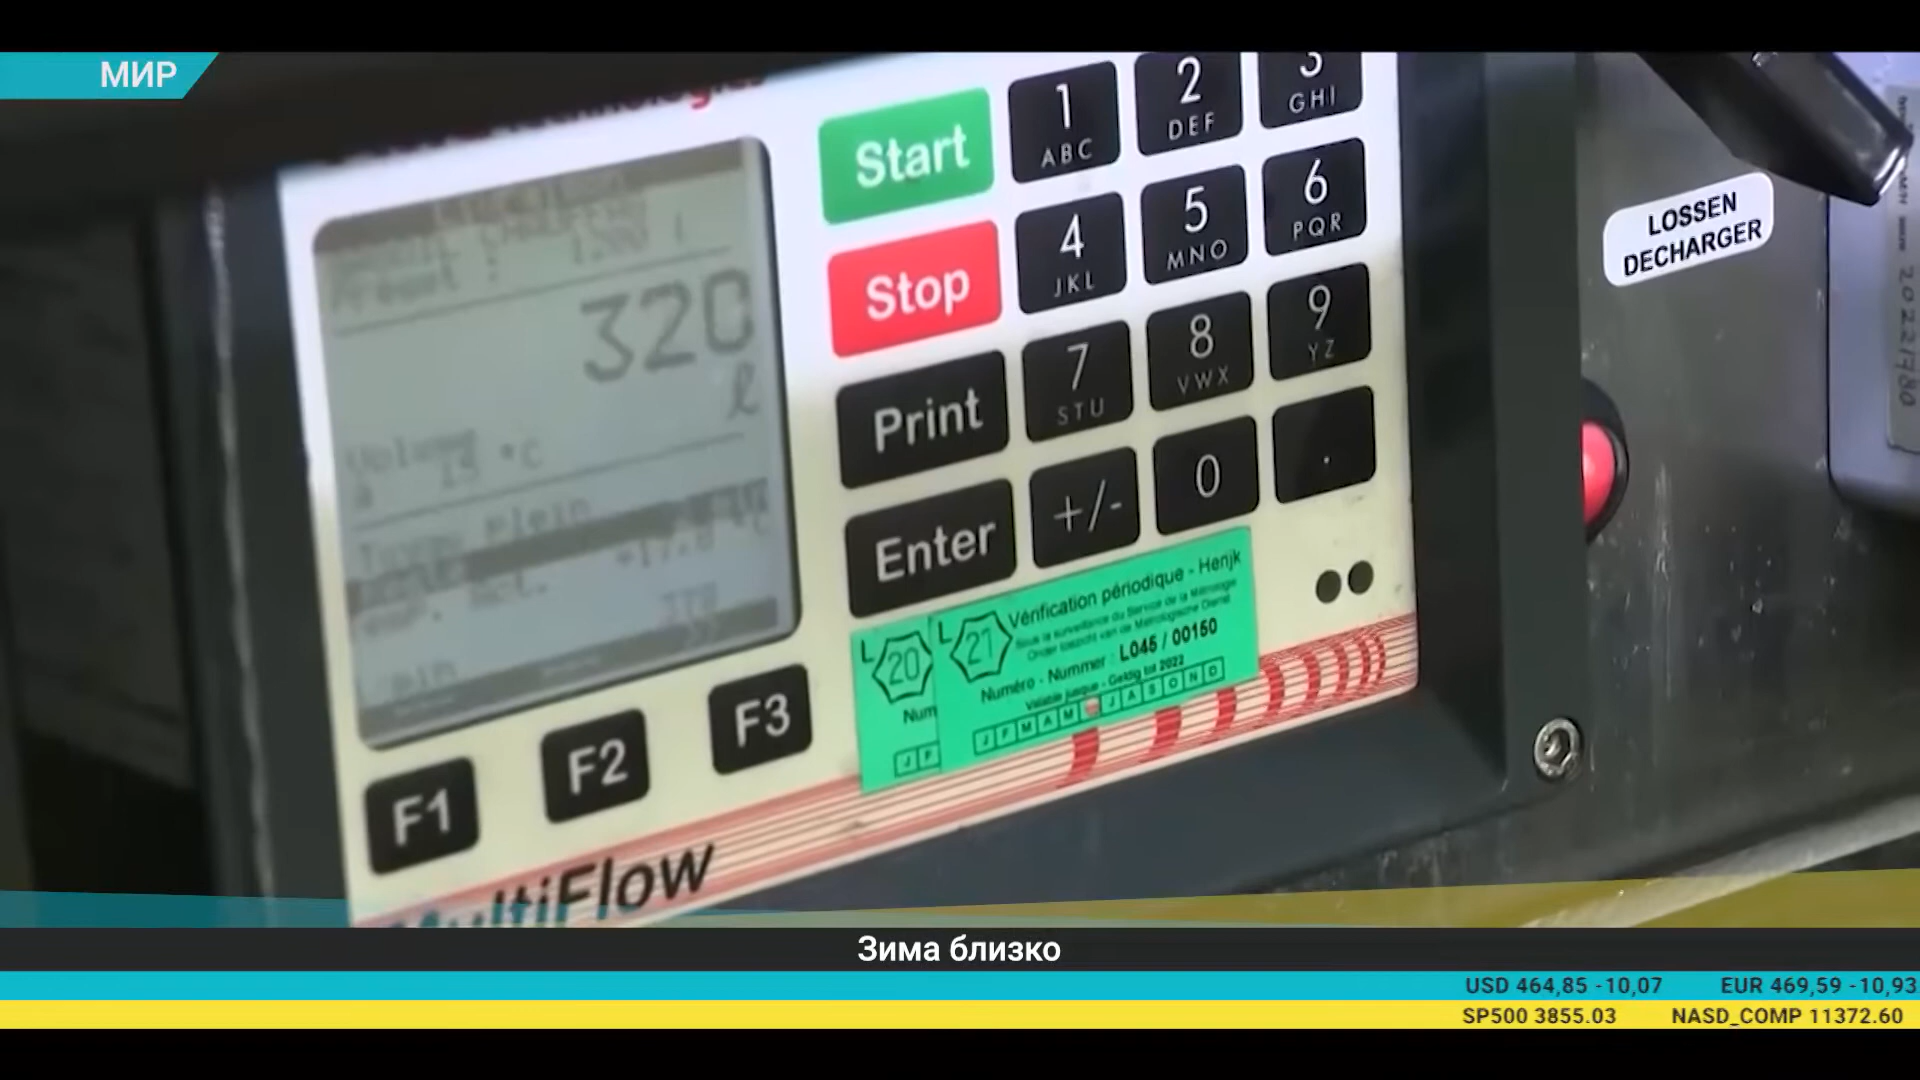 МИР
Start
Stop
Print
Enter
1
ABC
2
DEF
3
GHI
4
JKL
5
MNO
6
PQR
7
STU
8
VWX
9
YZ
+/-
0
.
LOSSEN
DECHARGER
320
ℓ
Volume
à 15 °C
F1
F2
F3
L 20
Num
J F
L 21
Vérification périodique - Herijk
Sous la surveillance du Service de la Métrologie
Onder toezicht van de Metrologische Dienst
Numéro - Nummer : L045 / 00150
Valable jusque - Geldig tot 2022
J F M A M J A S O N D
MultiFlow
Зима близко
USD 464,85 -10,07 EUR 469,59 -10,93
SP500 3855.03 NASD_COMP 11372.60